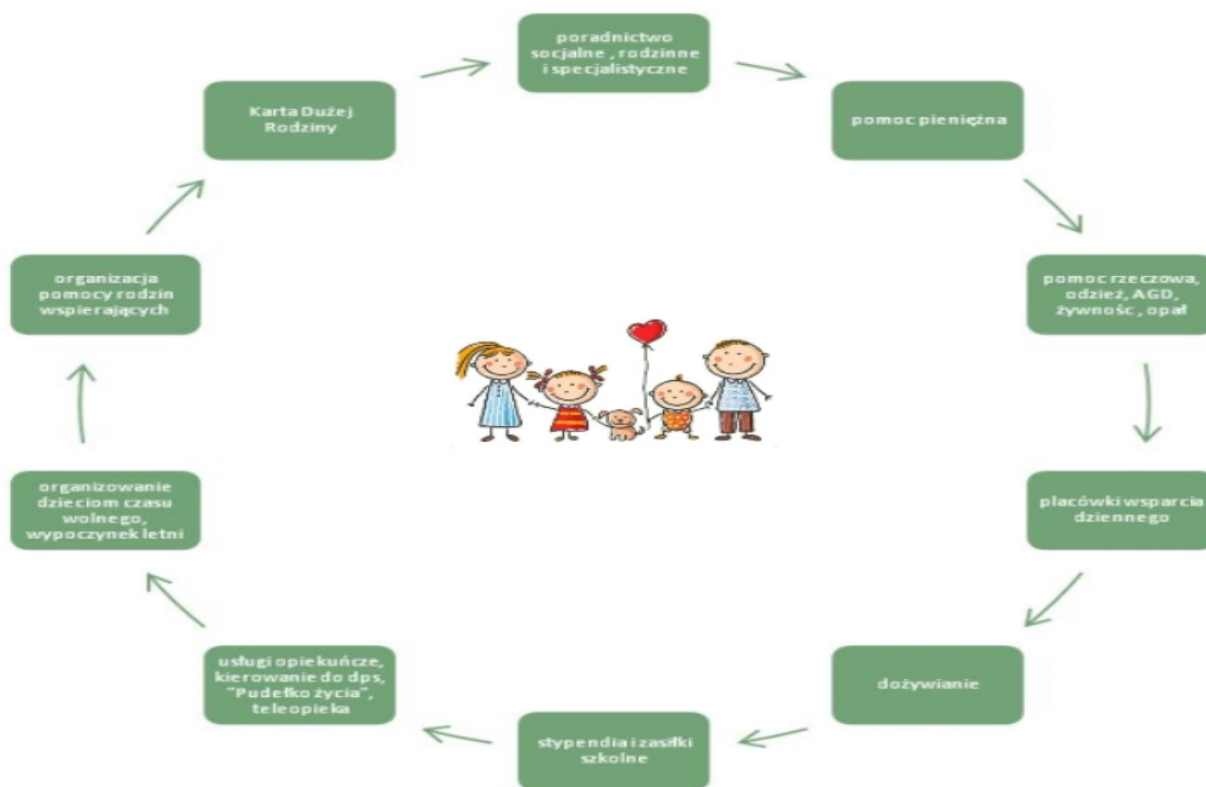 poradnictwo
socjalne , rodzinne
i specjalistyczne
pomoc pieniężna
pomoc rzeczowa,
odzież, AGD,
żywnośc , opał
placówki wsparcia
dziennego
dożywianie
stypendia i zasiłki
szkolne
usługi opiekuńcze,
kierowanie do dps,
"Pudełko życia",
teleopieka
organizowanie
dzieciom czasu
wolnego,
wypoczynek letni
organizacja
pomocy rodzin
wspierających
Karta Dużej
Rodziny